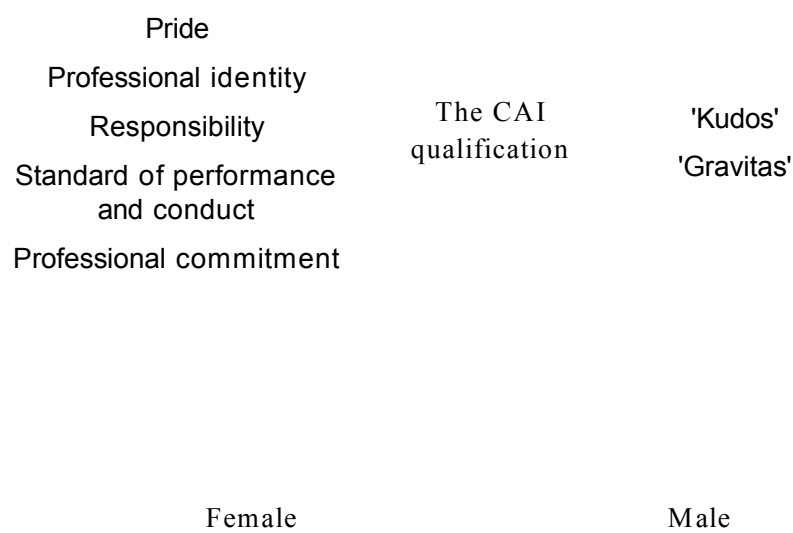 Pride
Professional identity
Responsibility
Standard of performance
and conduct
Professional commitment
The CAI
qualification
'Kudos'
'Gravitas'
Female
Male